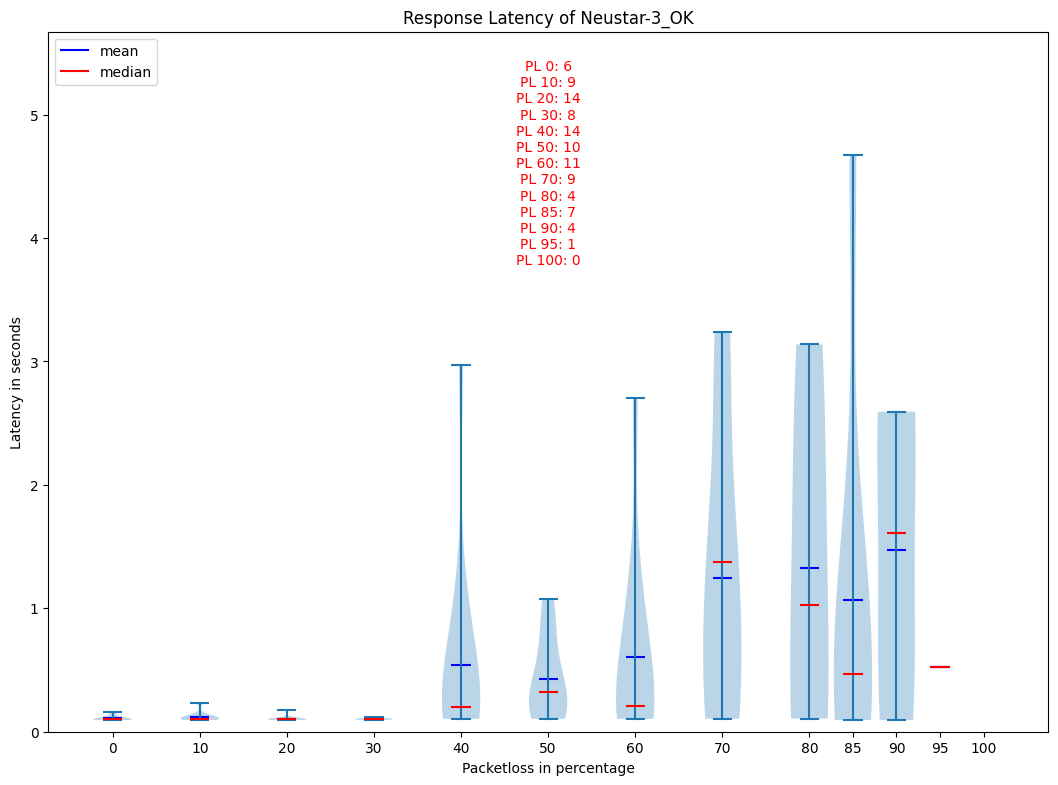 Response Latency of Neustar-3_OK
mean
median
PL 0: 6
PL 10: 9
PL 20: 14
PL 30: 8
PL 40: 14
PL 50: 10
PL 60: 11
PL 70: 9
PL 80: 4
PL 85: 7
PL 90: 4
PL 95: 1
PL 100: 0
Latency in seconds
5
4
3
2
1
0
0 10 20 30 40 50 60 70 80 85 90 95 100
Packetloss in percentage